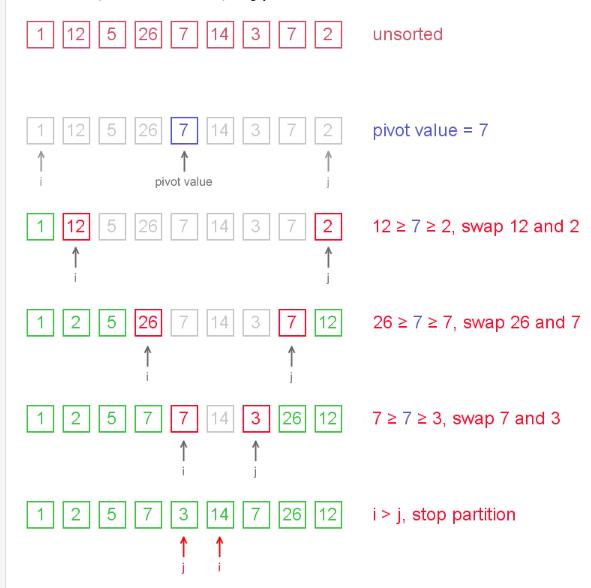 1 12 5 26 7 14 3 7 2 unsorted
1 12 5 26 7 14 3 7 2 pivot value = 7
i pivot value j
1 12 5 26 7 14 3 7 2 12 ≥ 7 ≥ 2, swap 12 and 2
i j
1 2 5 26 7 14 3 7 12 26 ≥ 7 ≥ 7, swap 26 and 7
i j
1 2 5 7 7 14 3 26 12 7 ≥ 7 ≥ 3, swap 7 and 3
i j
1 2 5 7 3 14 7 26 12 i > j, stop partition
j i